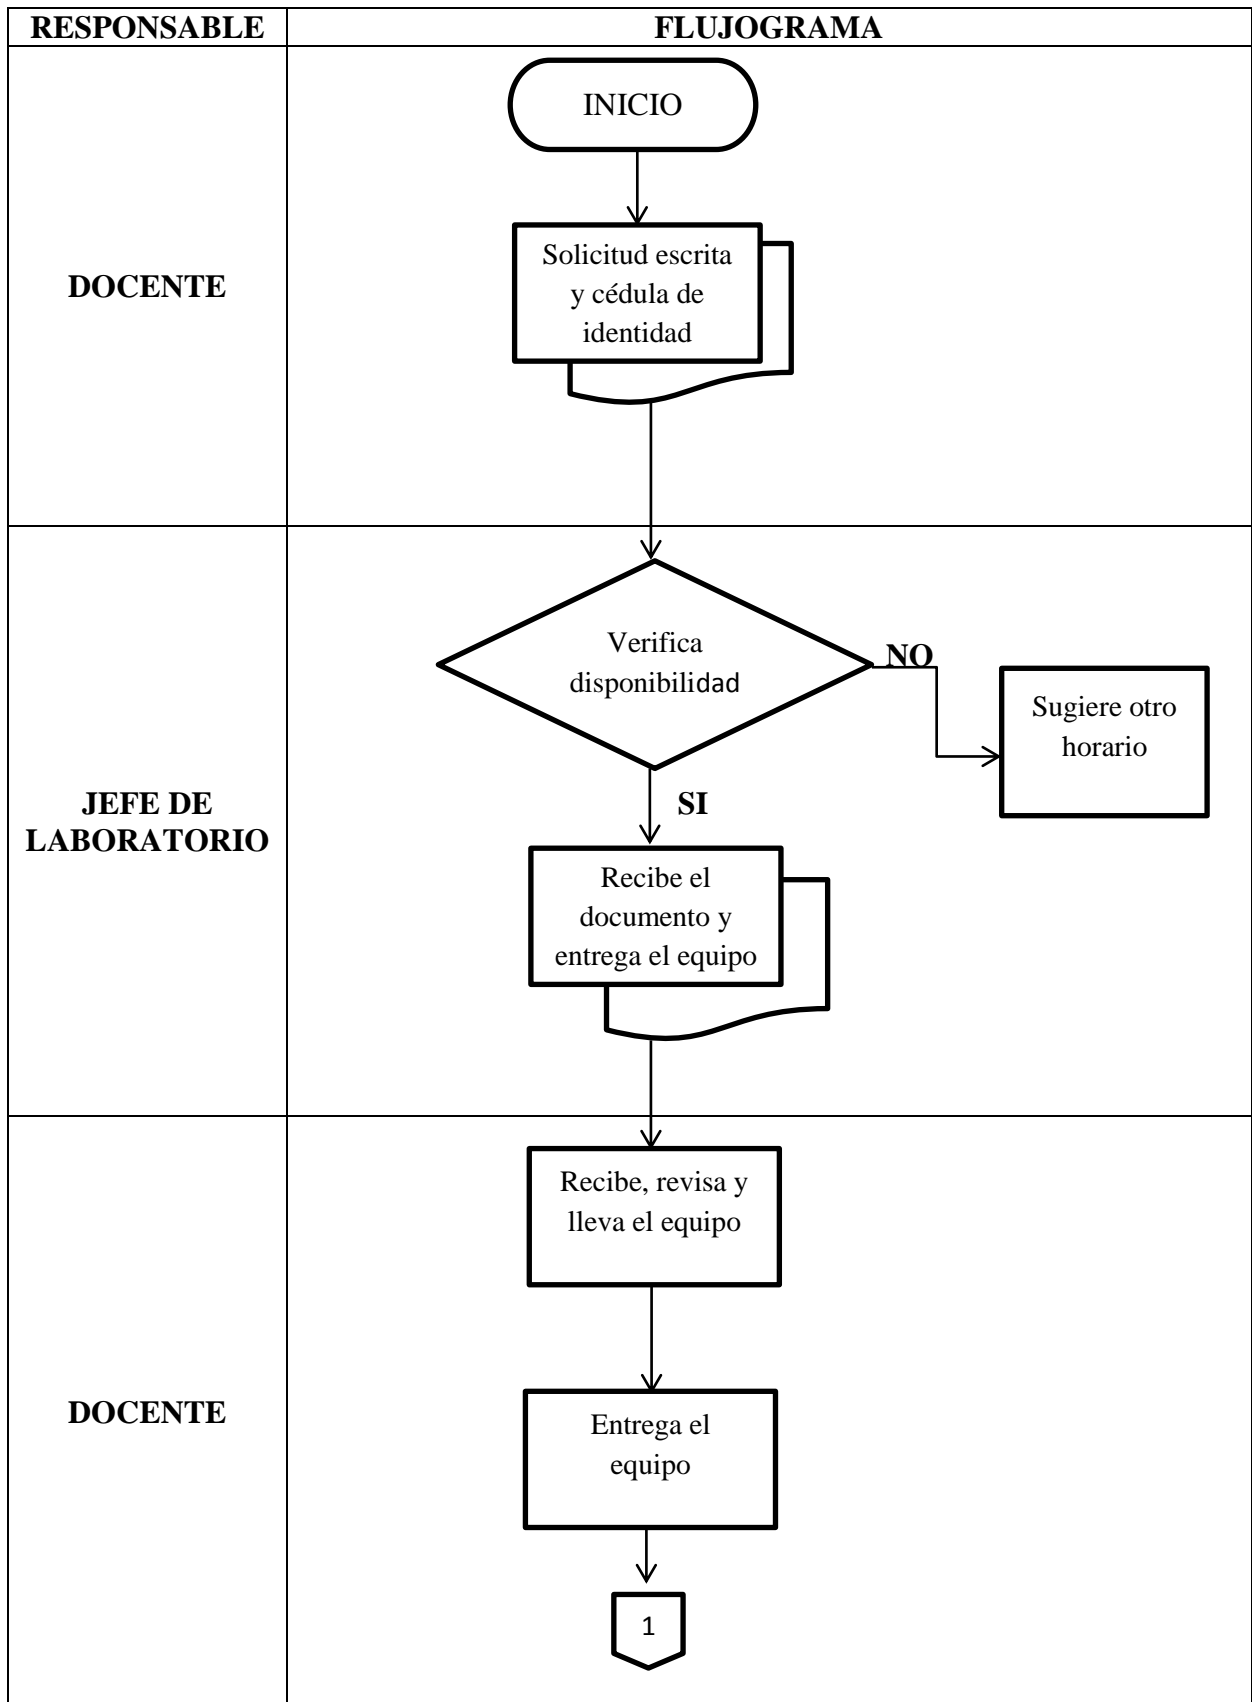 RESPONSABLE
FLUJOGRAMA
DOCENTE
INICIO
Solicitud escrita
y cédula de
identidad
JEFE DE
LABORATORIO
Verifica
disponibilidad
NO
Sugiere otro
horario
SI
Recibe el
documento y
entrega el equipo
DOCENTE
Recibe, revisa y
lleva el equipo
Entrega el
equipo
1